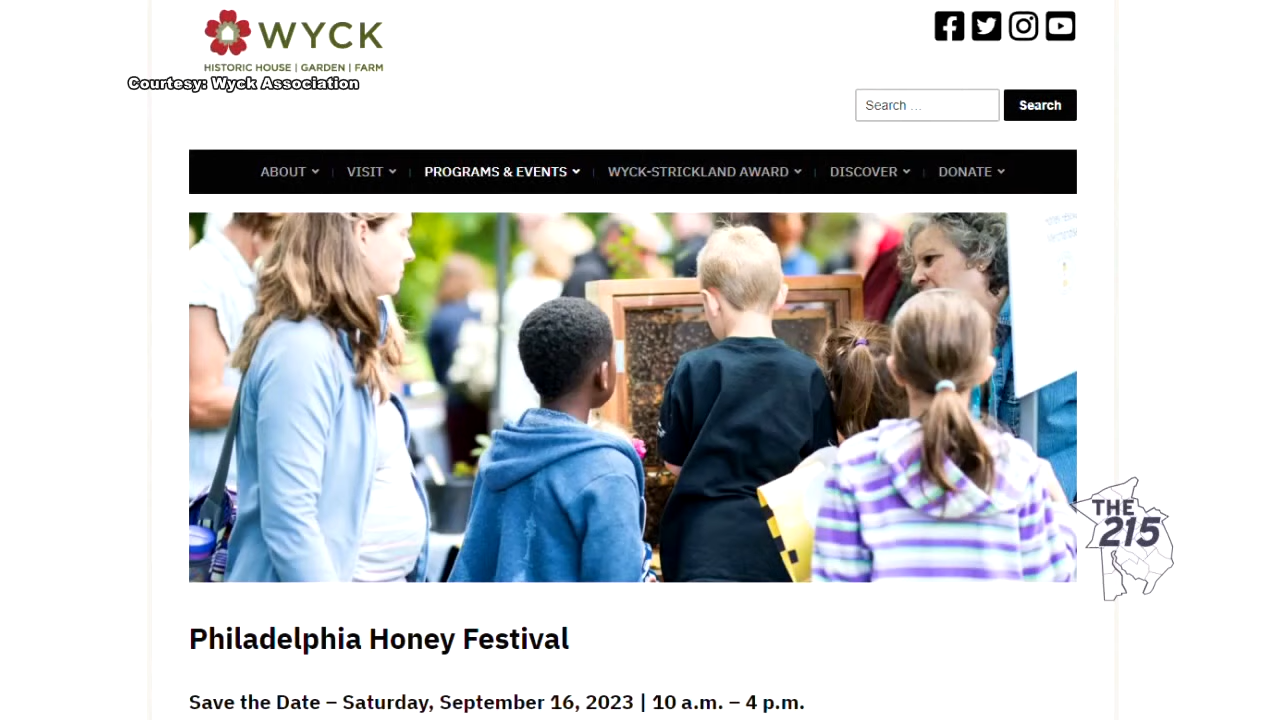 WYCK
HISTORIC HOUSE | GARDEN | FARM
Courtesy: Wyck Association
Search …
Search
ABOUT
VISIT
PROGRAMS & EVENTS
WYCK-STRICKLAND AWARD
DISCOVER
DONATE
THE
215
Philadelphia Honey Festival
Save the Date – Saturday, September 16, 2023 | 10 a.m. – 4 p.m.